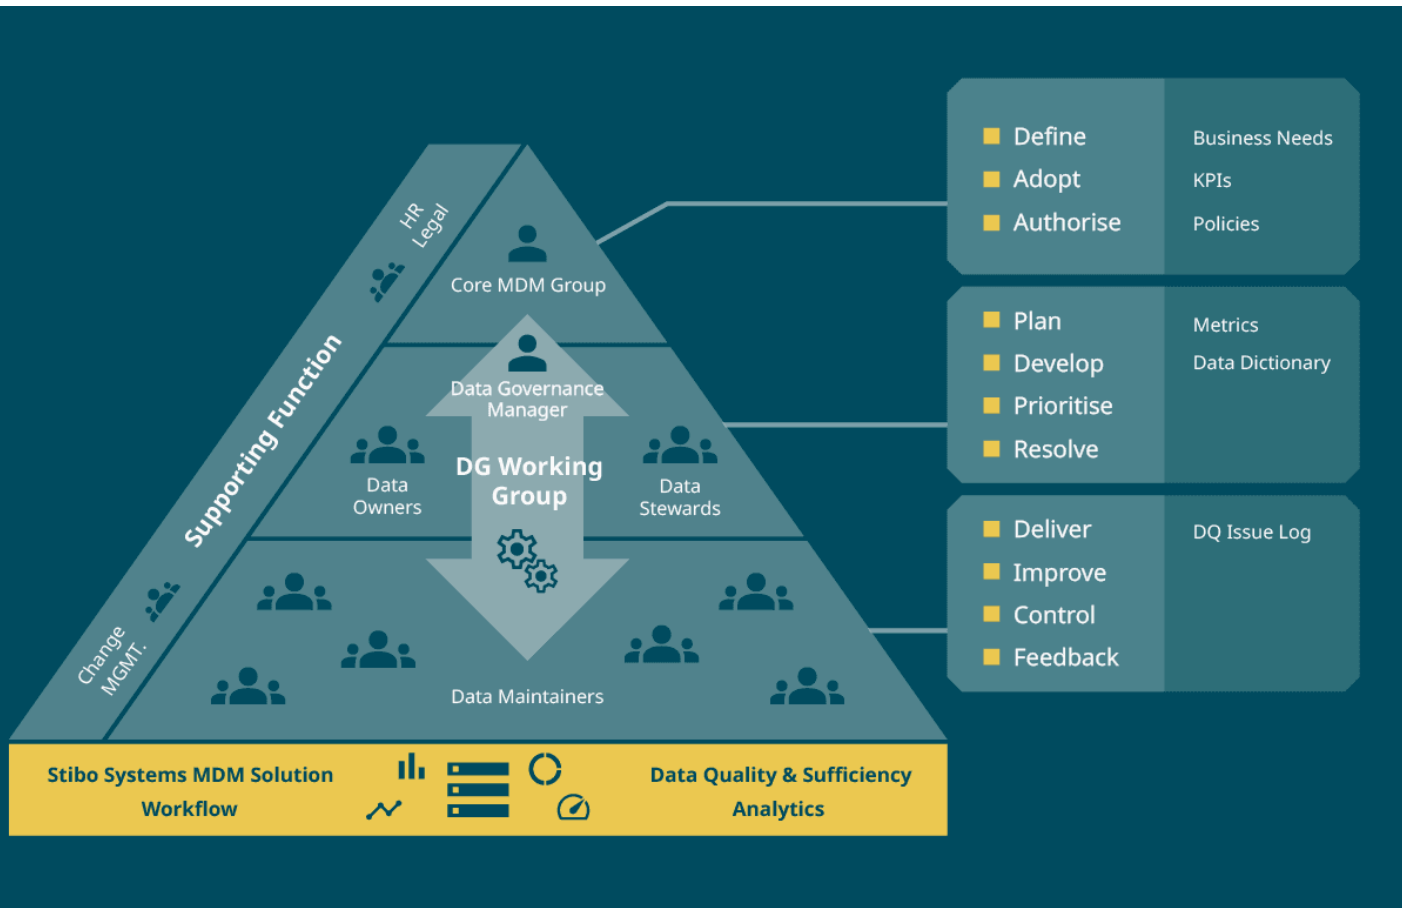 HR
Legal
Supporting Function
Change
MGMT.
Core MDM Group
Data Governance
Manager
DG Working
Group
Data
Owners
Data
Stewards
Data Maintainers
Stibo Systems MDM Solution
Workflow
Data Quality & Sufficiency
Analytics
Define
Adopt
Authorise
Business Needs
KPIs
Policies
Plan
Develop
Prioritise
Resolve
Metrics
Data Dictionary
Deliver
Improve
Control
Feedback
DQ Issue Log